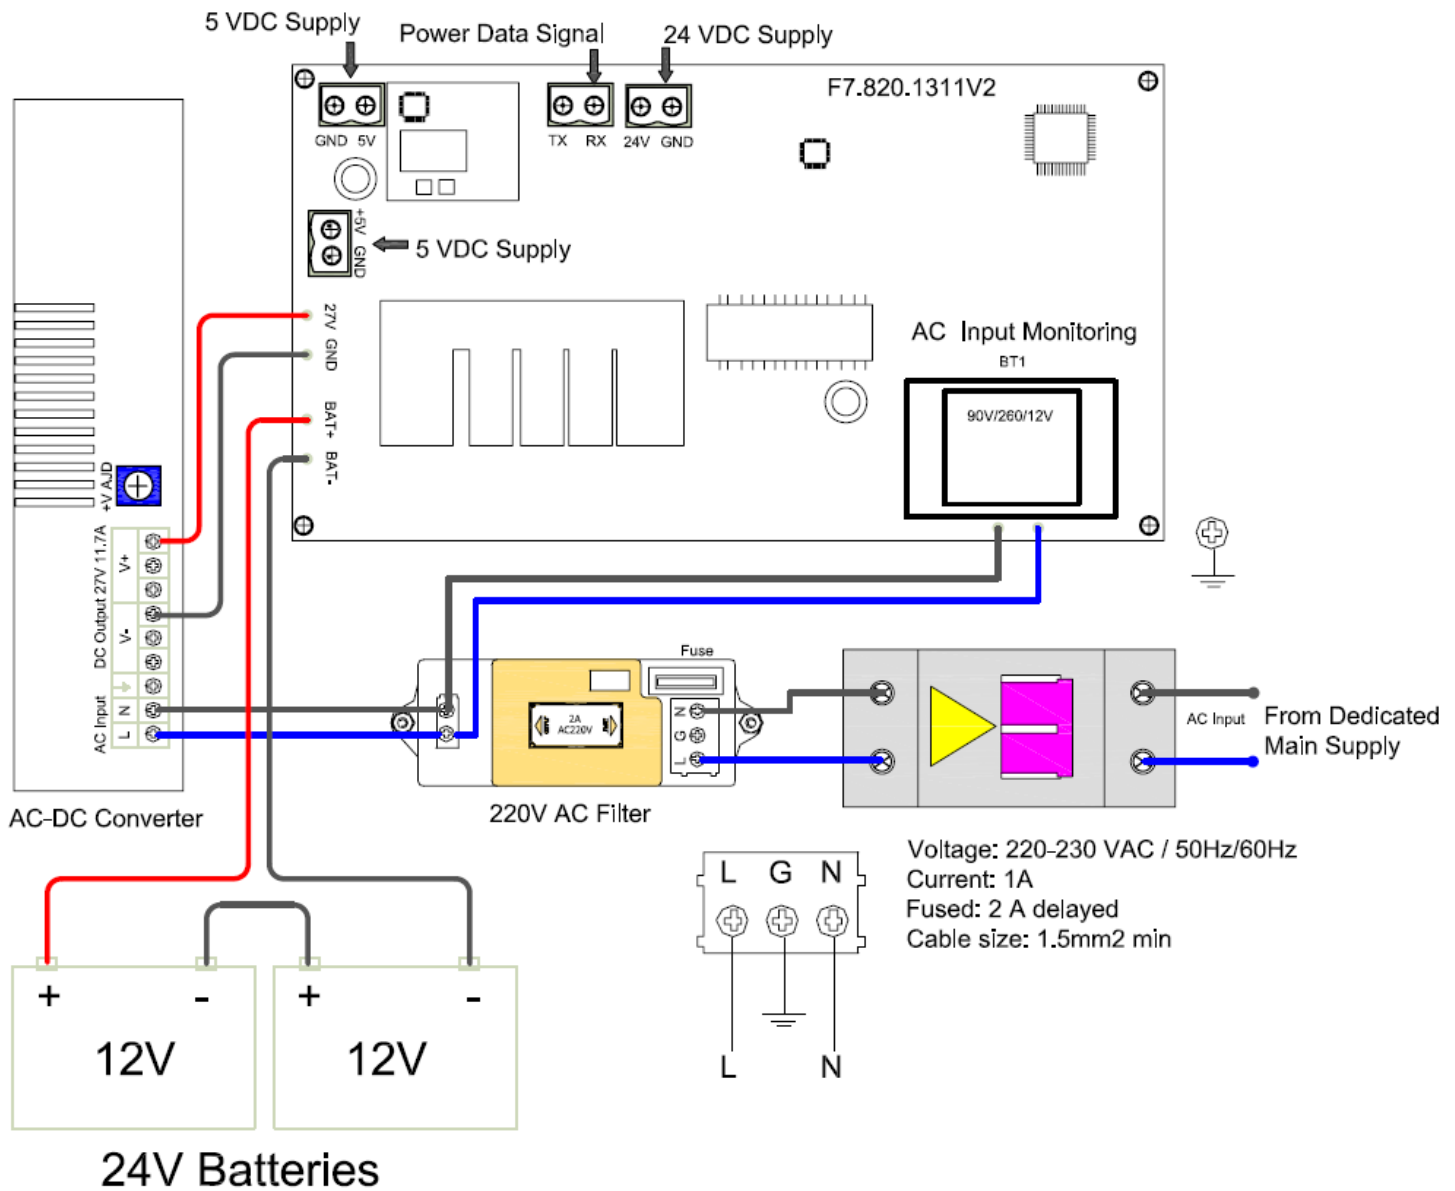 5 VDC Supply
Power Data Signal
24 VDC Supply
F7.820.1311V2
GND 5V
TX RX
24V GND
+5V GND
5 VDC Supply
27V
GND
BAT+
BAT-
AC Input Monitoring
BT1
90V/260/12V
+V AJD
DC Output 27V 11.7A
V+
V-
AC Input
N
L
AC-DC Converter
Fuse
2A
AC220V
N
G
L
220V AC Filter
AC Input
From Dedicated
Main Supply
Voltage: 220-230 VAC / 50Hz/60Hz
Current: 1A
Fused: 2 A delayed
Cable size: 1.5mm2 min
L G N
L N
+ -
12V
+ -
12V
24V Batteries